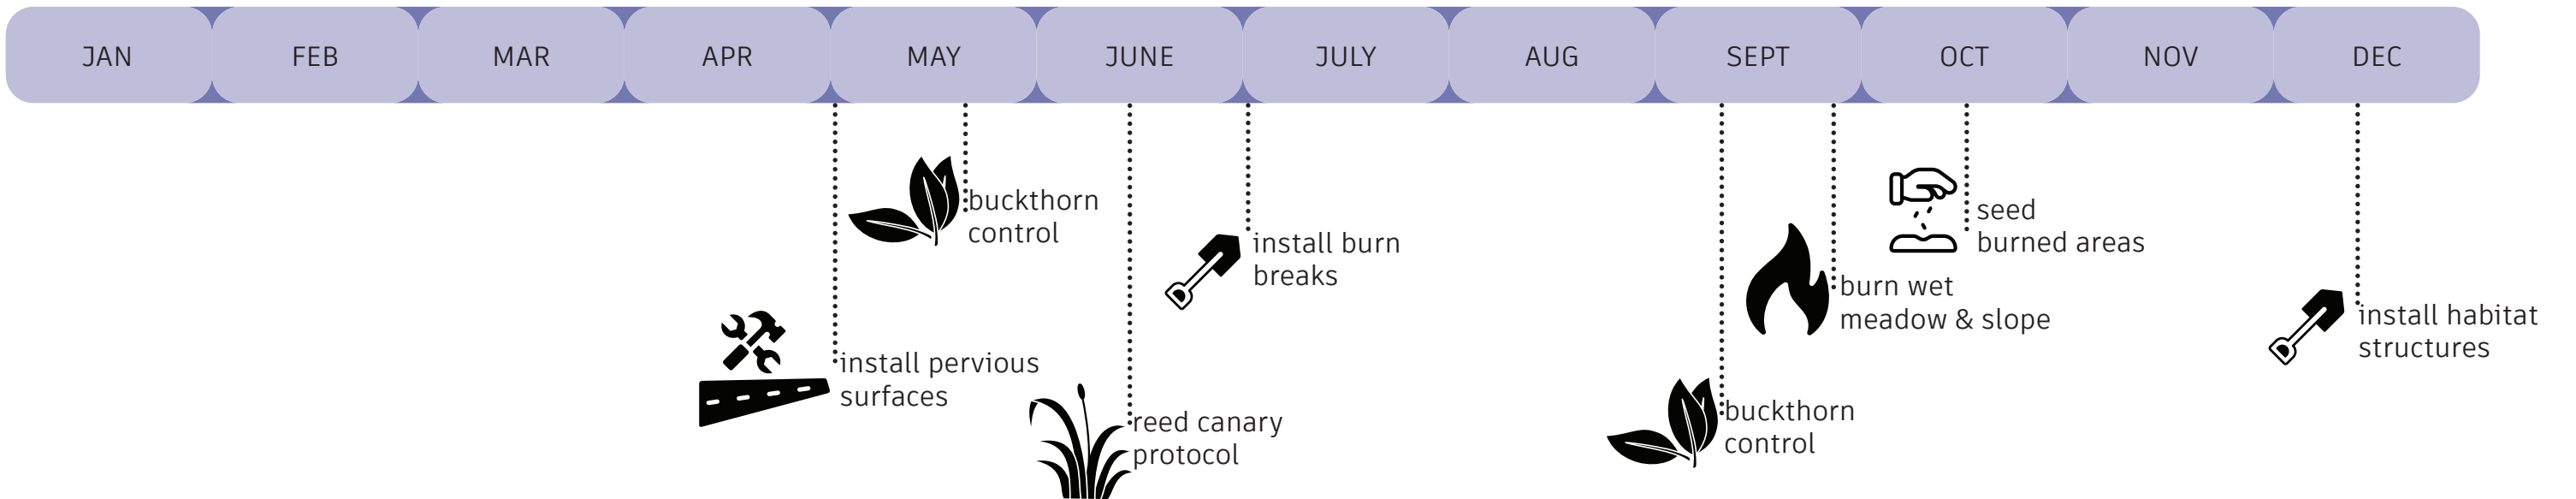 JAN
FEB
MAR
APR
MAY
JUNE
JULY
AUG
SEPT
OCT
NOV
DEC
install pervious
surfaces
buckthorn
control
reed canary
protocol
install burn
breaks
buckthorn
control
burn wet
meadow & slope
seed
burned areas
install habitat
structures